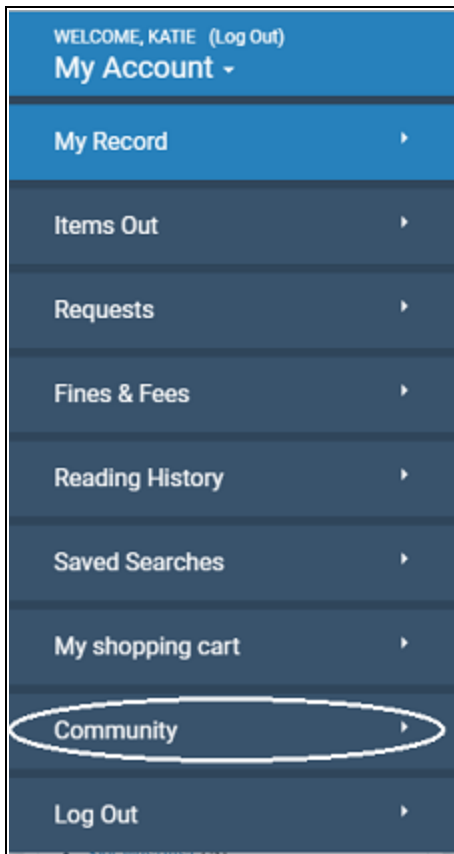 WELCOME, KATIE (Log Out)
My Account
My Record
Items Out
Requests
Fines & Fees
Reading History
Saved Searches
My shopping cart
Community
Log Out